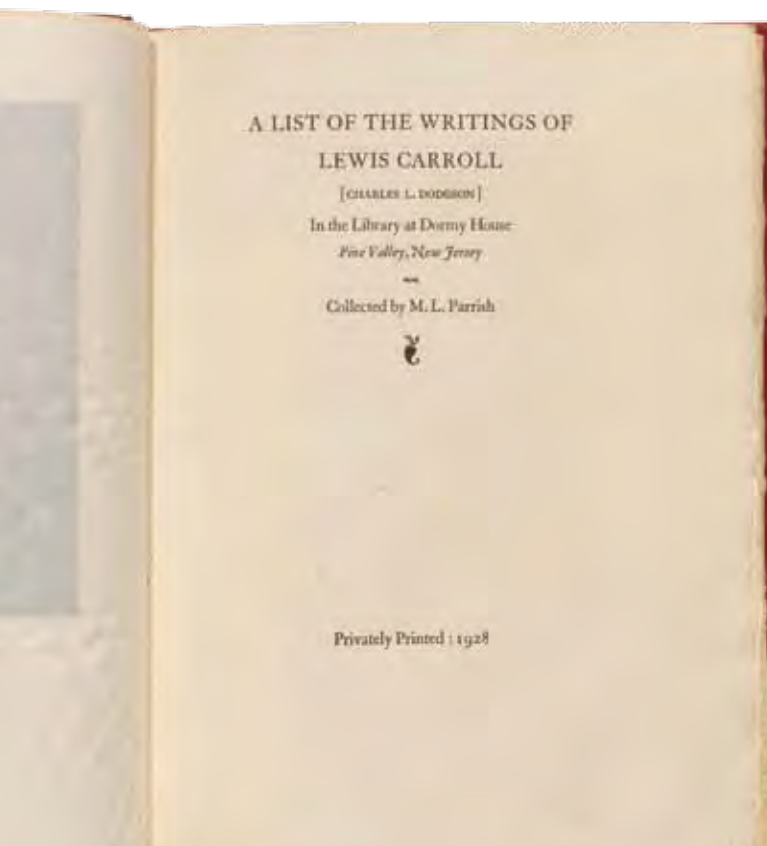 A LIST OF THE WRITINGS OF
LEWIS CARROLL
[CHARLES L. DODGSON]
In the Library at Dormy House
Pine Valley, New Jersey
Collected by M. L. Parrish
Privately Printed : 1928